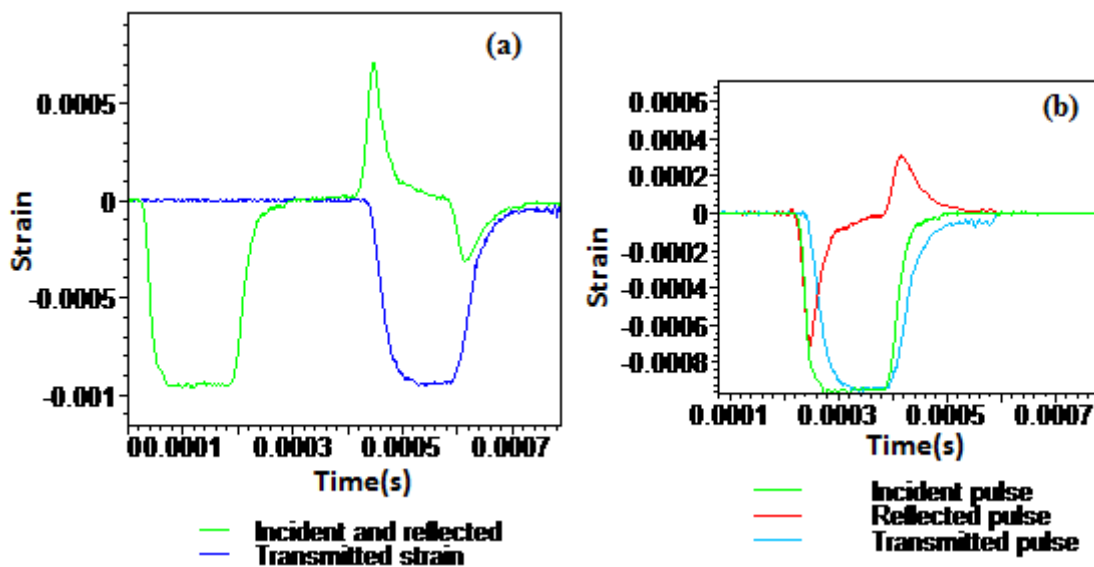 (a)
0.0005
0
-0.0005
-0.001
Strain
00.0001 0.0003 0.0005 0.0007
Time(s)
Incident and reflected
Transmitted strain
(b)
0.0006
0.0004
0.0002
0
-0.0002
-0.0004
-0.0006
-0.0008
Strain
0.0001 0.0003 0.0005 0.0007
Time(s)
Incident pulse
Reflected pulse
Transmitted pulse